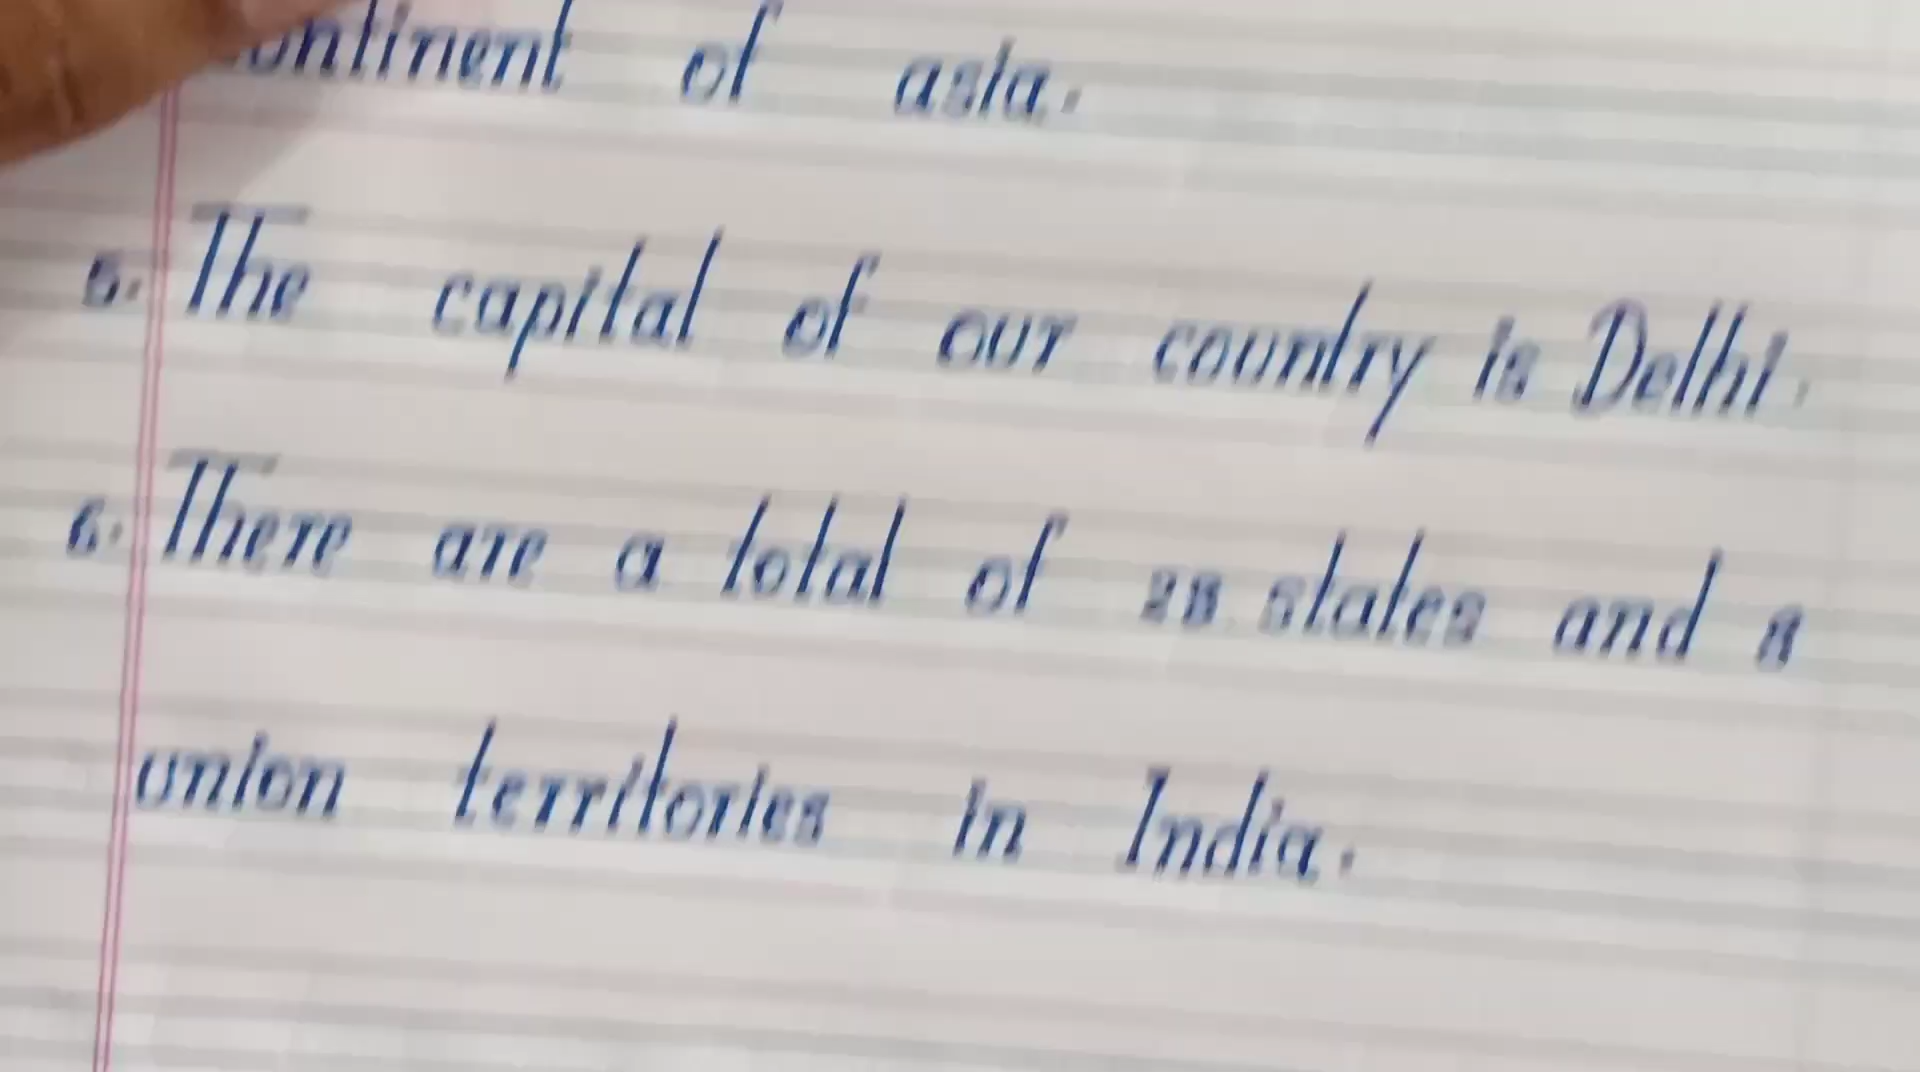 continent of asia.
5. The capital of our country is Delhi.
6. There are a total of 28 states and 8
union territories in India.